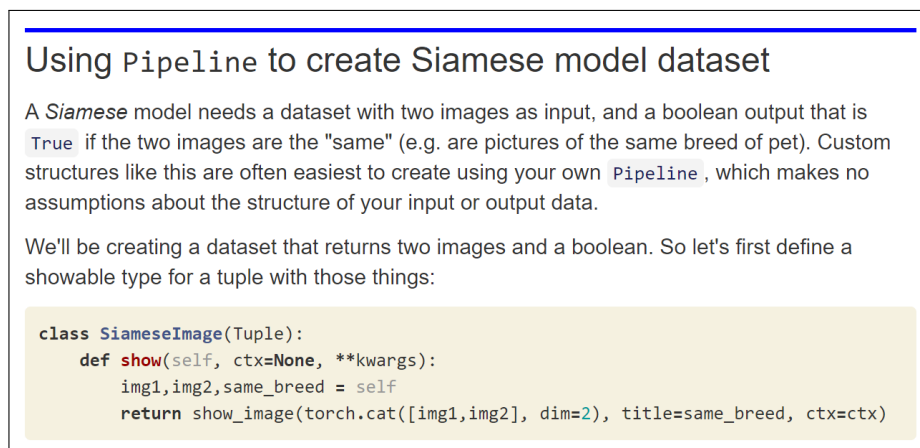 Using Pipeline to create Siamese model dataset
A Siamese model needs a dataset with two images as input, and a boolean output that is
True if the two images are the "same" (e.g. are pictures of the same breed of pet). Custom
structures like this are often easiest to create using your own Pipeline, which makes no
assumptions about the structure of your input or output data.
We'll be creating a dataset that returns two images and a boolean. So let's first define a
showable type for a tuple with those things:
class SiameseImage(Tuple):
    def show(self, ctx=None, **kwargs):
        img1,img2,same_breed = self
        return show_image(torch.cat([img1,img2], dim=2), title=same_breed, ctx=ctx)